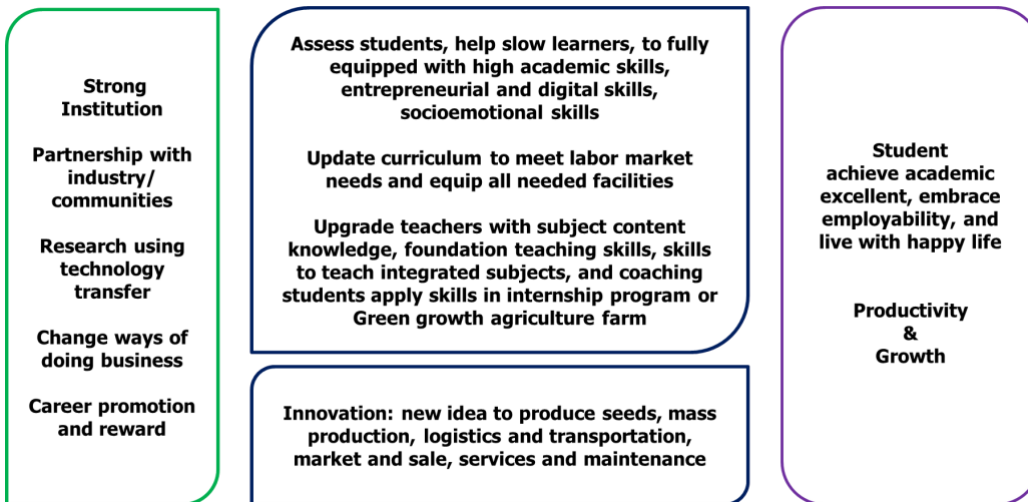 Strong
Institution
Partnership with
industry/
communities
Research using
technology
transfer
Change ways of
doing business
Career promotion
and reward
Assess students, help slow learners, to fully
equipped with high academic skills,
entrepreneurial and digital skills,
socioemotional skills
Update curriculum to meet labor market
needs and equip all needed facilities
Upgrade teachers with subject content
knowledge, foundation teaching skills, skills
to teach integrated subjects, and coaching
students apply skills in internship program or
Green growth agriculture farm
Innovation: new idea to produce seeds, mass
production, logistics and transportation,
market and sale, services and maintenance
Student
achieve academic
excellent, embrace
employability, and
live with happy life
Productivity
&
Growth